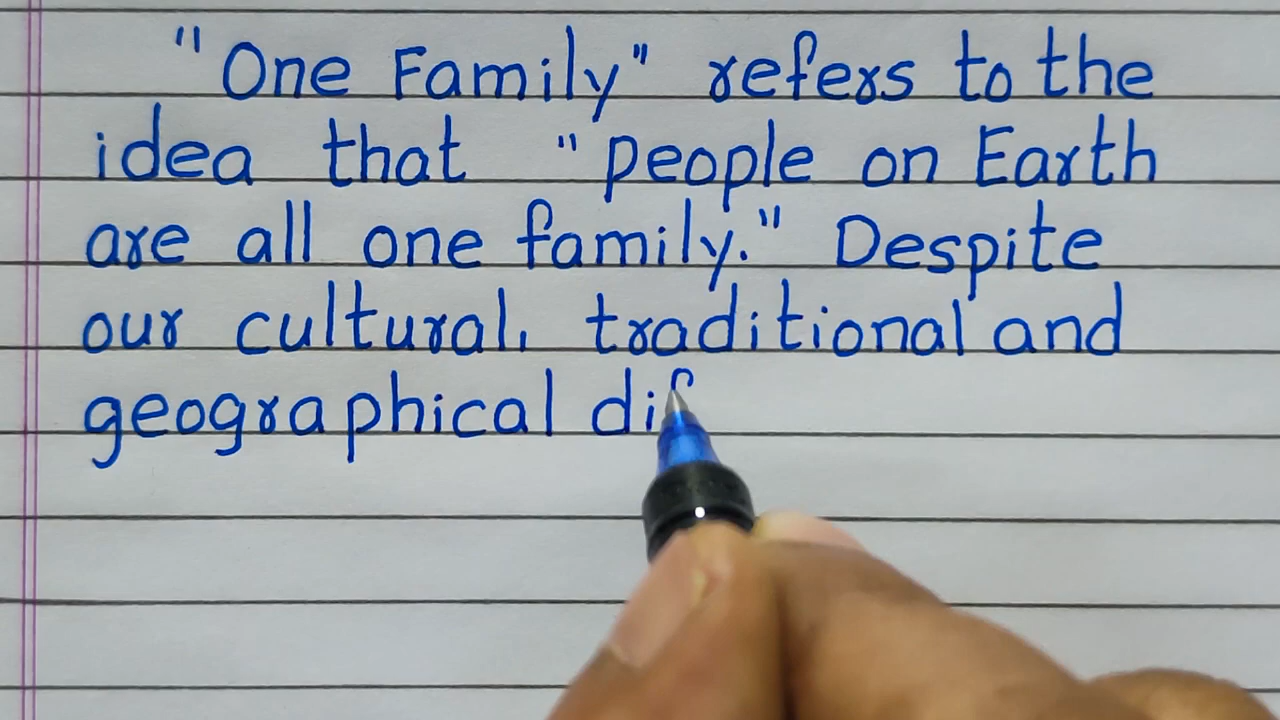 "One Family" refers to the
idea that "people on Earth
are all one family." Despite
our cultural, traditional and
geographical dif